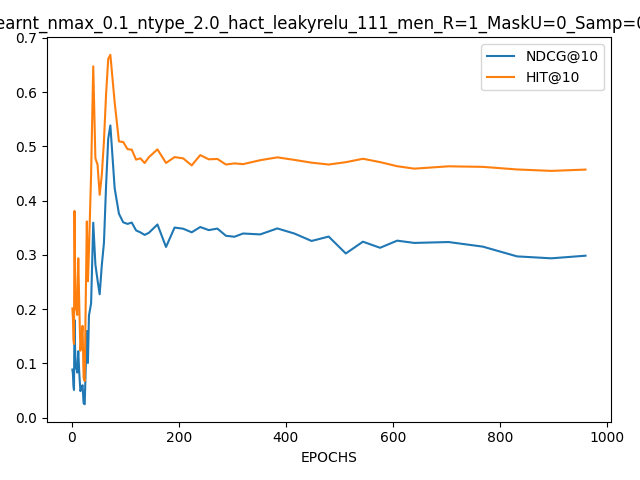 earnt_nmax_0.1_ntype_2.0_hact_leakyrelu_111_men_R=1_MaskU=0_Samp=0
0.7
0.6
0.5
0.4
0.3
0.2
0.1
0.0
NDCG@10
HIT@10
0 200 400 600 800 1000
EPOCHS